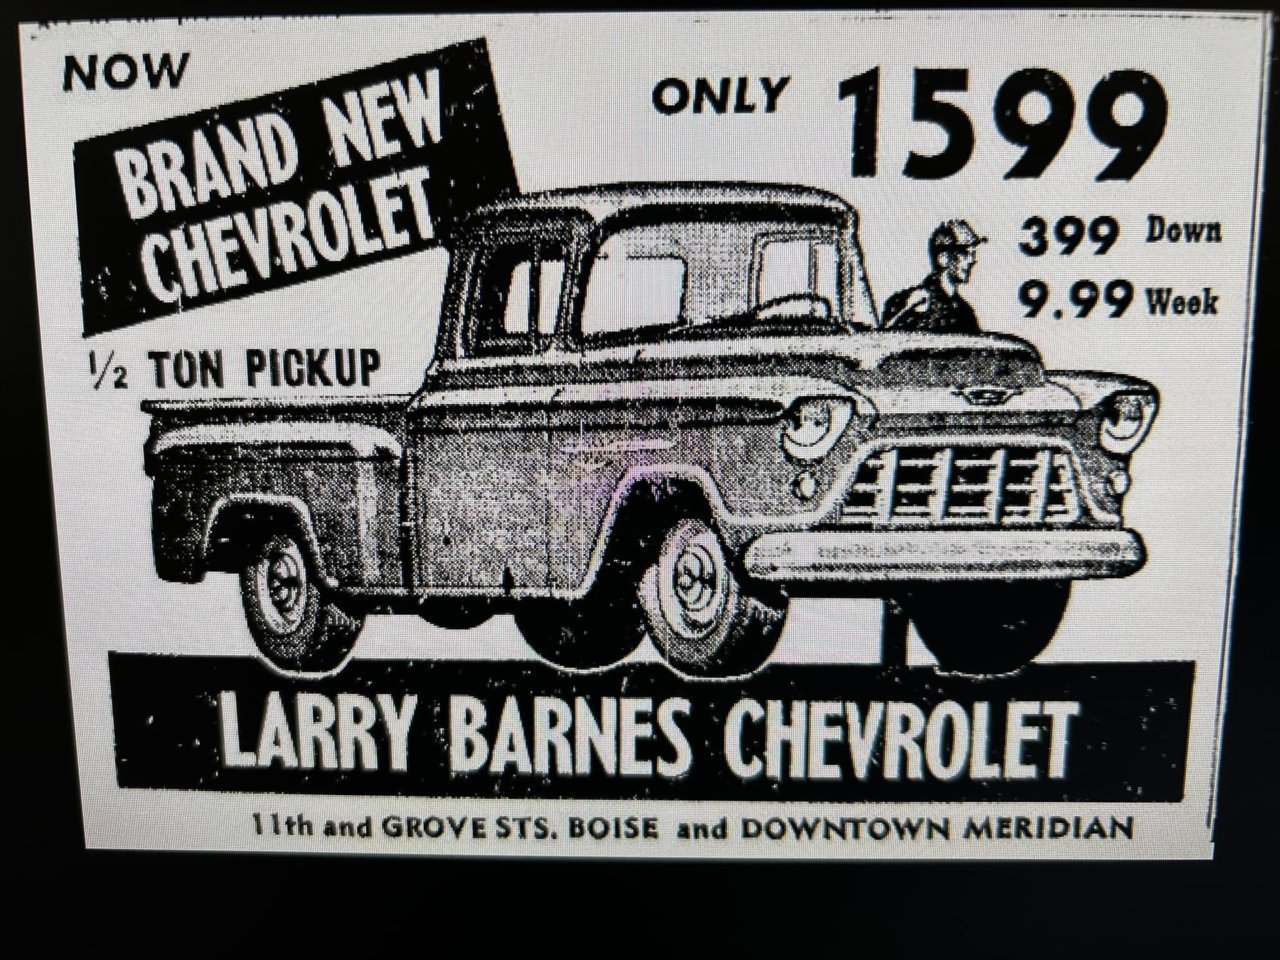 NOW
BRAND NEW
CHEVROLET
½ TON PICKUP
ONLY 1599
399 Down
9.99 Week
LARRY BARNES CHEVROLET
11th and GROVE STS. BOISE and DOWNTOWN MERIDIAN